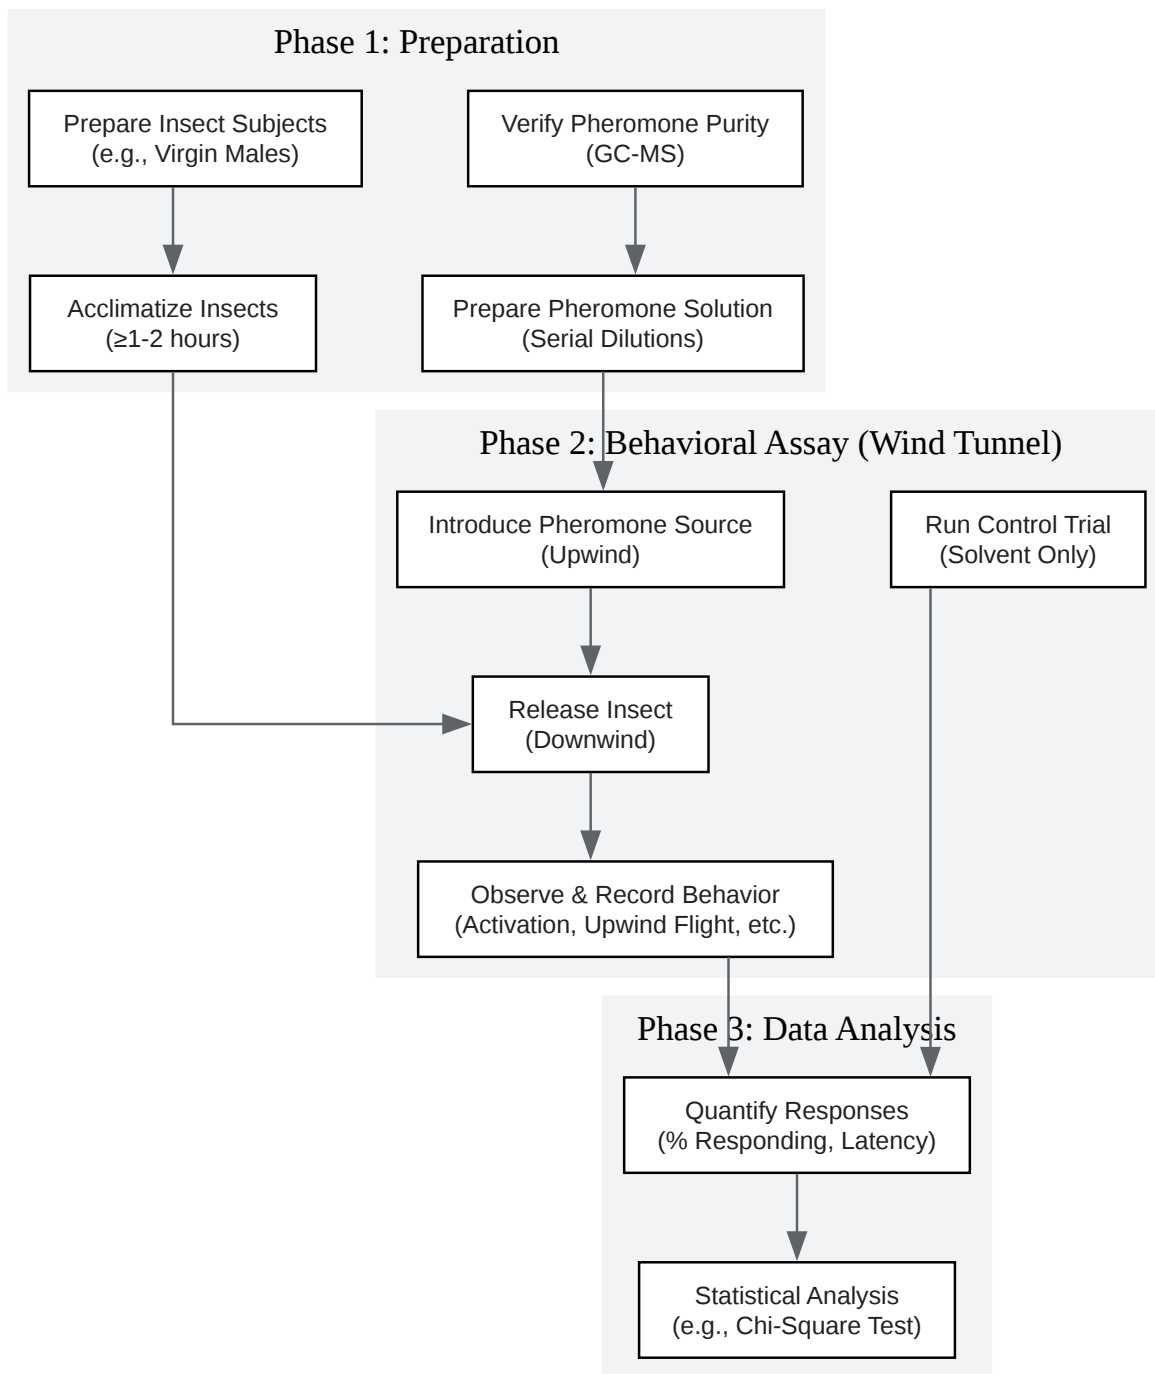 Phase 1: Preparation
Prepare Insect Subjects
(e.g., Virgin Males)
Verify Pheromone Purity
(GC-MS)
Acclimatize Insects
(≥1-2 hours)
Prepare Pheromone Solution
(Serial Dilutions)
Phase 2: Behavioral Assay (Wind Tunnel)
Introduce Pheromone Source
(Upwind)
Run Control Trial
(Solvent Only)
Release Insect
(Downwind)
Observe & Record Behavior
(Activation, Upwind Flight, etc.)
Phase 3: Data Analysis
Quantify Responses
(% Responding, Latency)
Statistical Analysis
(e.g., Chi-Square Test)